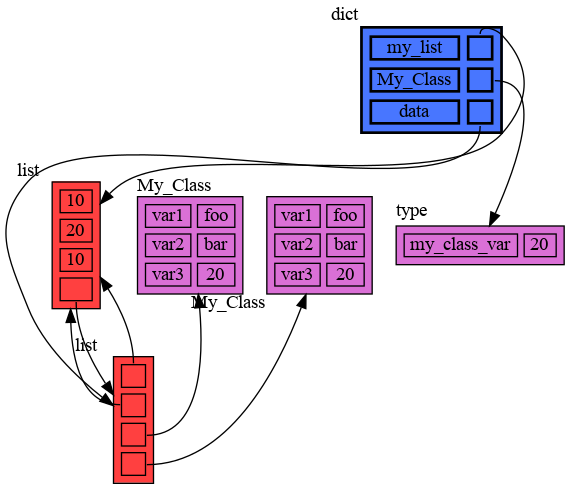 dict
my_list
My_Class
data
list
10
20
10
My_Class
var1 foo
var2 bar
var3 20
var1 foo
var2 bar
var3 20
My_Class
type
my_class_var 20
list